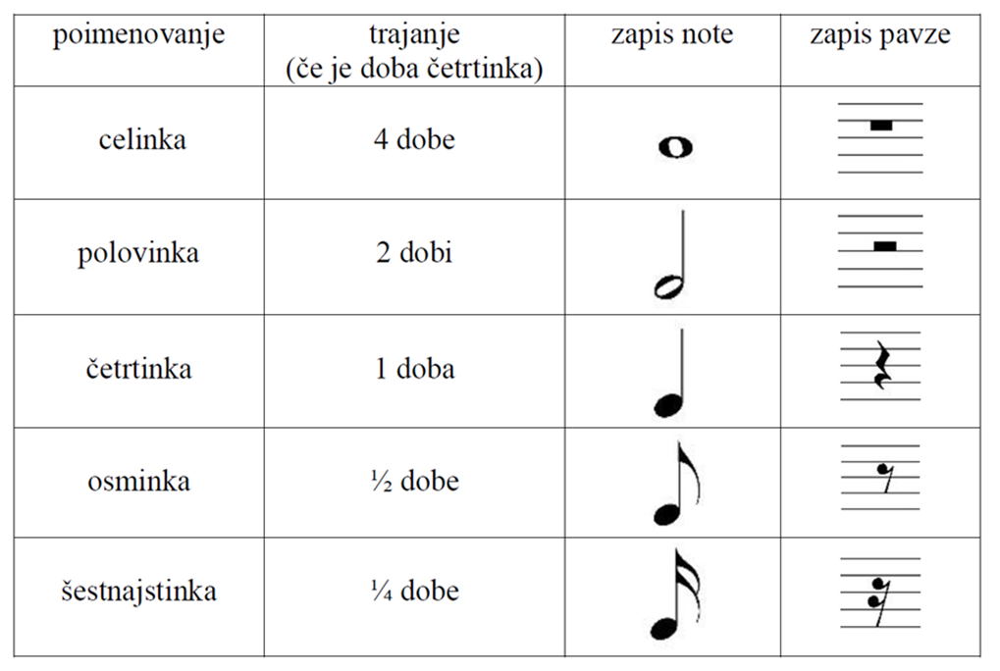 poimenovanje
trajanje
(če je doba četrtinka)
zapis note
zapis pavze
celinka
4 dobe
polovinka
2 dobi
četrtinka
1 doba
osminka
½ dobe
šestnajstinka
¼ dobe